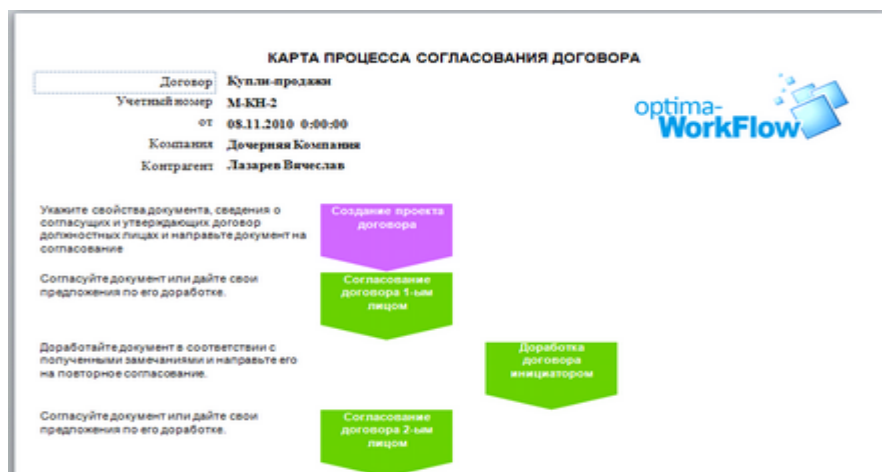 КАРТА ПРОЦЕССА СОГЛАСОВАНИЯ ДОГОВОРА
Договор Купли-продажи
Учетный номер М-КН-2
от 08.11.2010 0:00:00
Компания Дочерняя Компания
Контрагент Лазарев Вячеслав
optima-
WorkFlow
Укажите свойства документа, сведения о
согласущих и утверждающих договор
должностных лицах и направьте документ на
согласование
Создание проекта
договора
Согласуйте документ или дайте свои
предложения по его доработке.
Согласование
договора 1-ым
лицом
Доработайте документ в соответствии с
полученными замечаниями и направьте его
на повторное согласование.
Доработка
договора
инициатором
Согласуйте документ или дайте свои
предложения по его доработке.
Согласование
договора 2-ым
лицом